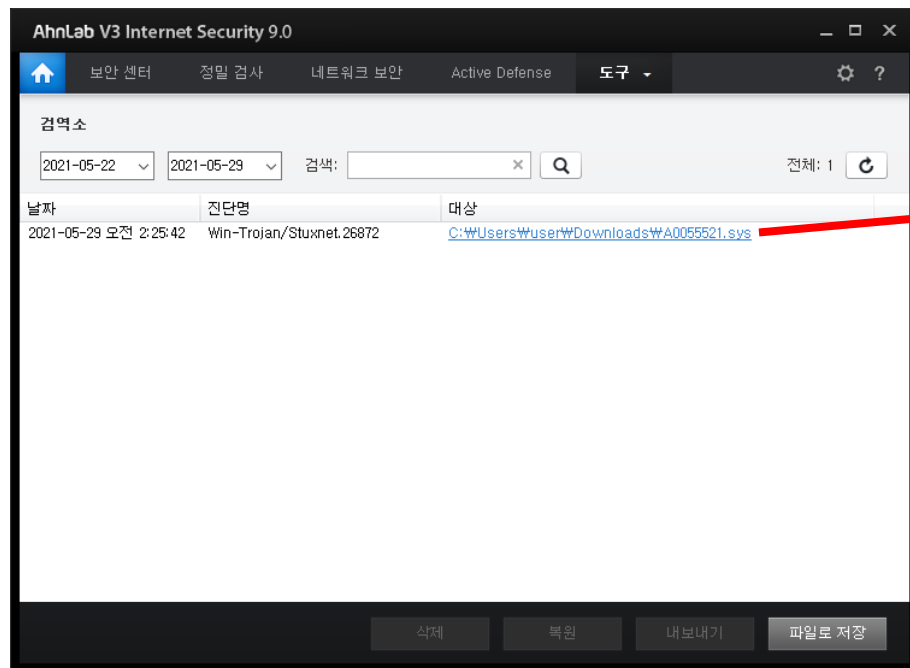 AhnLab V3 Internet Security 9.0
보안 센터 정밀 검사 네트워크 보안 Active Defense 도구
검역소
2021-05-22 2021-05-29 검색: 전체: 1
날짜 진단명 대상
2021-05-29 오전 2:25:42 Win-Trojan/Stuxnet.26872 C:₩Users₩user₩Downloads₩A0055521.sys
삭제 복원 내보내기 파일로 저장